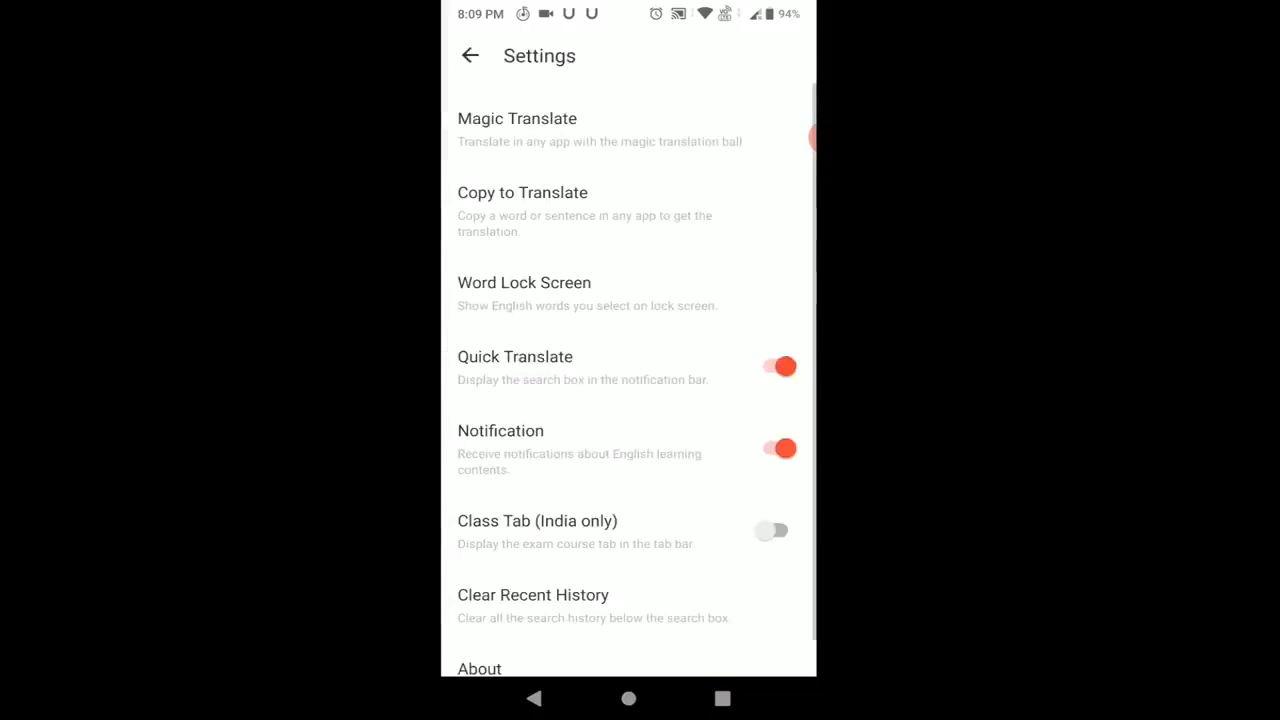 8:09 PM 94%
Settings
Magic Translate
Translate in any app with the magic translation ball
Copy to Translate
Copy a word or sentence in any app to get the
translation.
Word Lock Screen
Show English words you select on lock screen.
Quick Translate
Display the search box in the notification bar.
Notification
Receive notifications about English learning
contents.
Class Tab (India only)
Display the exam course tab in the tab bar.
Clear Recent History
Clear all the search history below the search box.
About